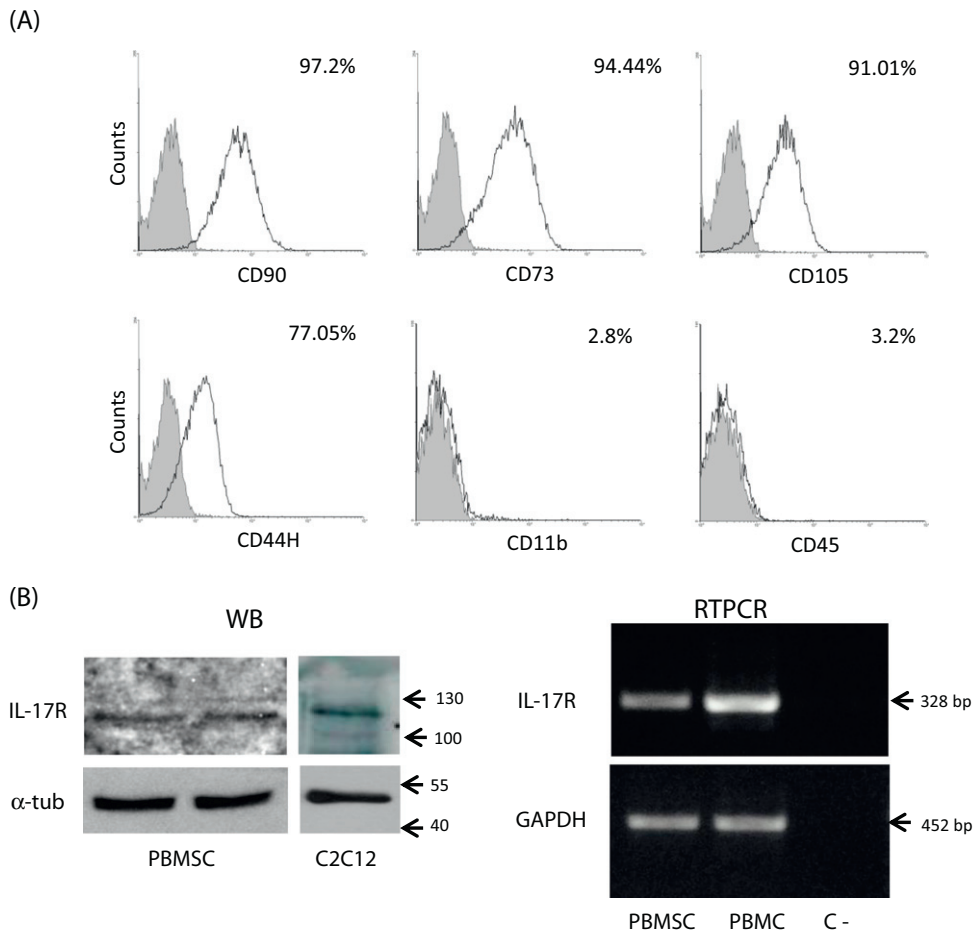 (A)
97.2%
94.44%
91.01%
Counts
CD90
CD73
CD105
77.05%
2.8%
3.2%
Counts
CD44H
CD11b
CD45
(B)
WB
RTPCR
IL-17R
130
100
IL-17R
328 bp
α-tub
55
40
GAPDH
452 bp
PBMSC
C2C12
PBMSC
PBMC
C -